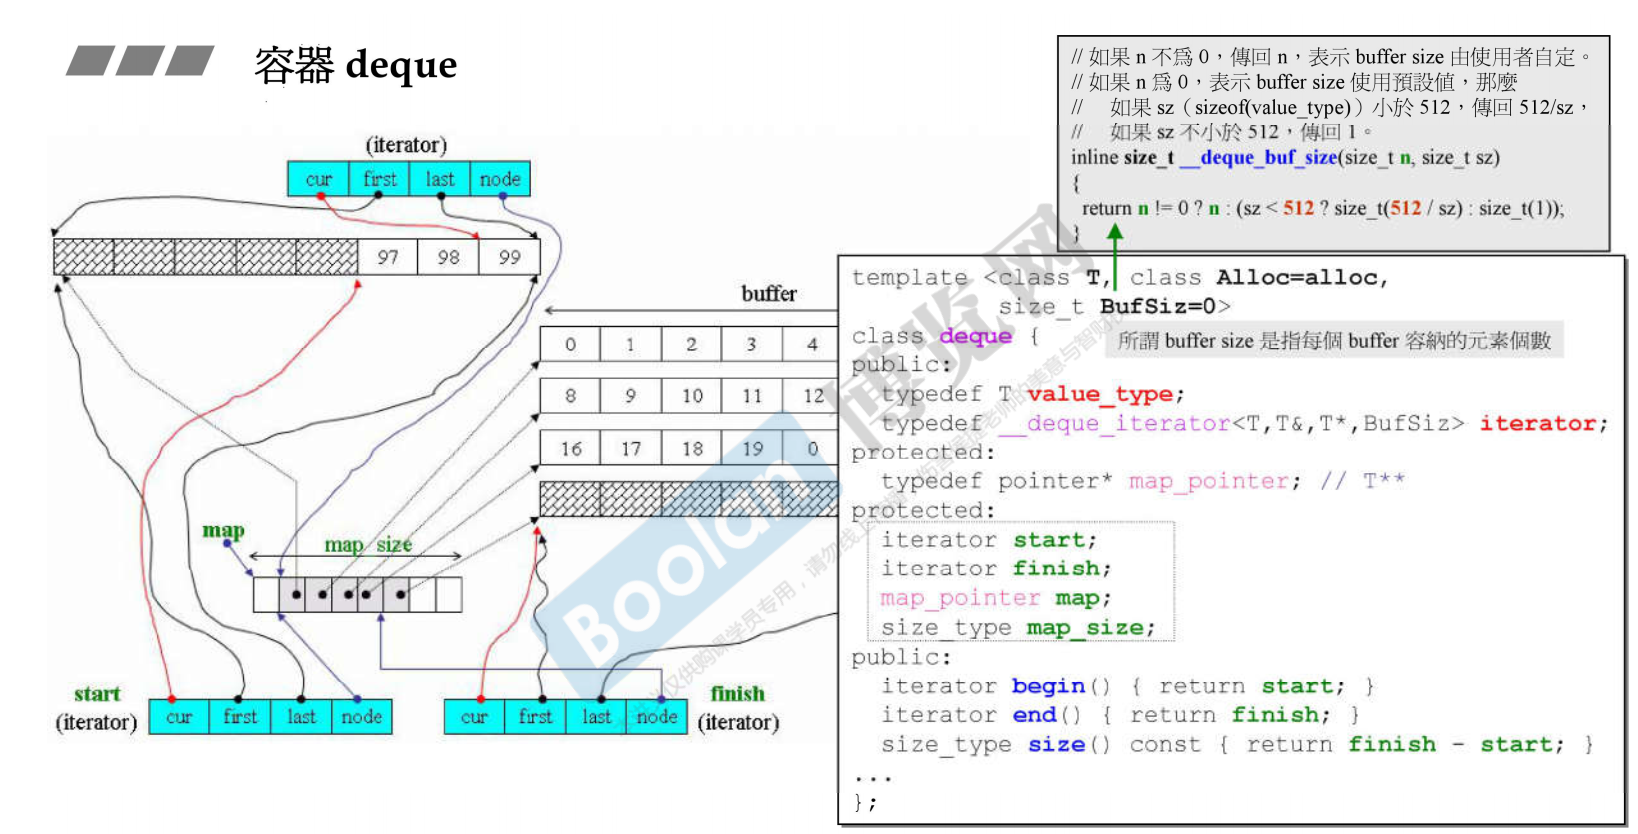 容器 deque
// 如果 n 不為 0，傳回 n，表示 buffer size 由使用者自定。
// 如果 n 為 0，表示 buffer size 使用預設值，那麼
// 如果 sz（sizeof(value_type)）小於 512，傳回 512/sz，
// 如果 sz 不小於 512，傳回 1。
inline size_t __deque_buf_size(size_t n, size_t sz)
{
return n != 0 ? n : (sz < 512 ? size_t(512 / sz) : size_t(1));
}
(iterator)
cur first last node
97 98 99
buffer
0 1 2 3 4
8 9 10 11 12
16 17 18 19 0
map
map_size
start
(iterator)
cur first last node
cur first last node
finish
(iterator)
template <class T, class Alloc=alloc,
size_t BufSiz=0>
class deque {
所謂 buffer size 是指每個 buffer 容納的元素個數
public:
typedef T value_type;
typedef __deque_iterator<T,T&,T*,BufSiz> iterator;
protected:
typedef pointer* map_pointer; // T**
protected:
iterator start;
iterator finish;
map_pointer map;
size_type map_size;
public:
iterator begin() { return start; }
iterator end() { return finish; }
size_type size() const { return finish - start; }
...
};
Boolan
博览网